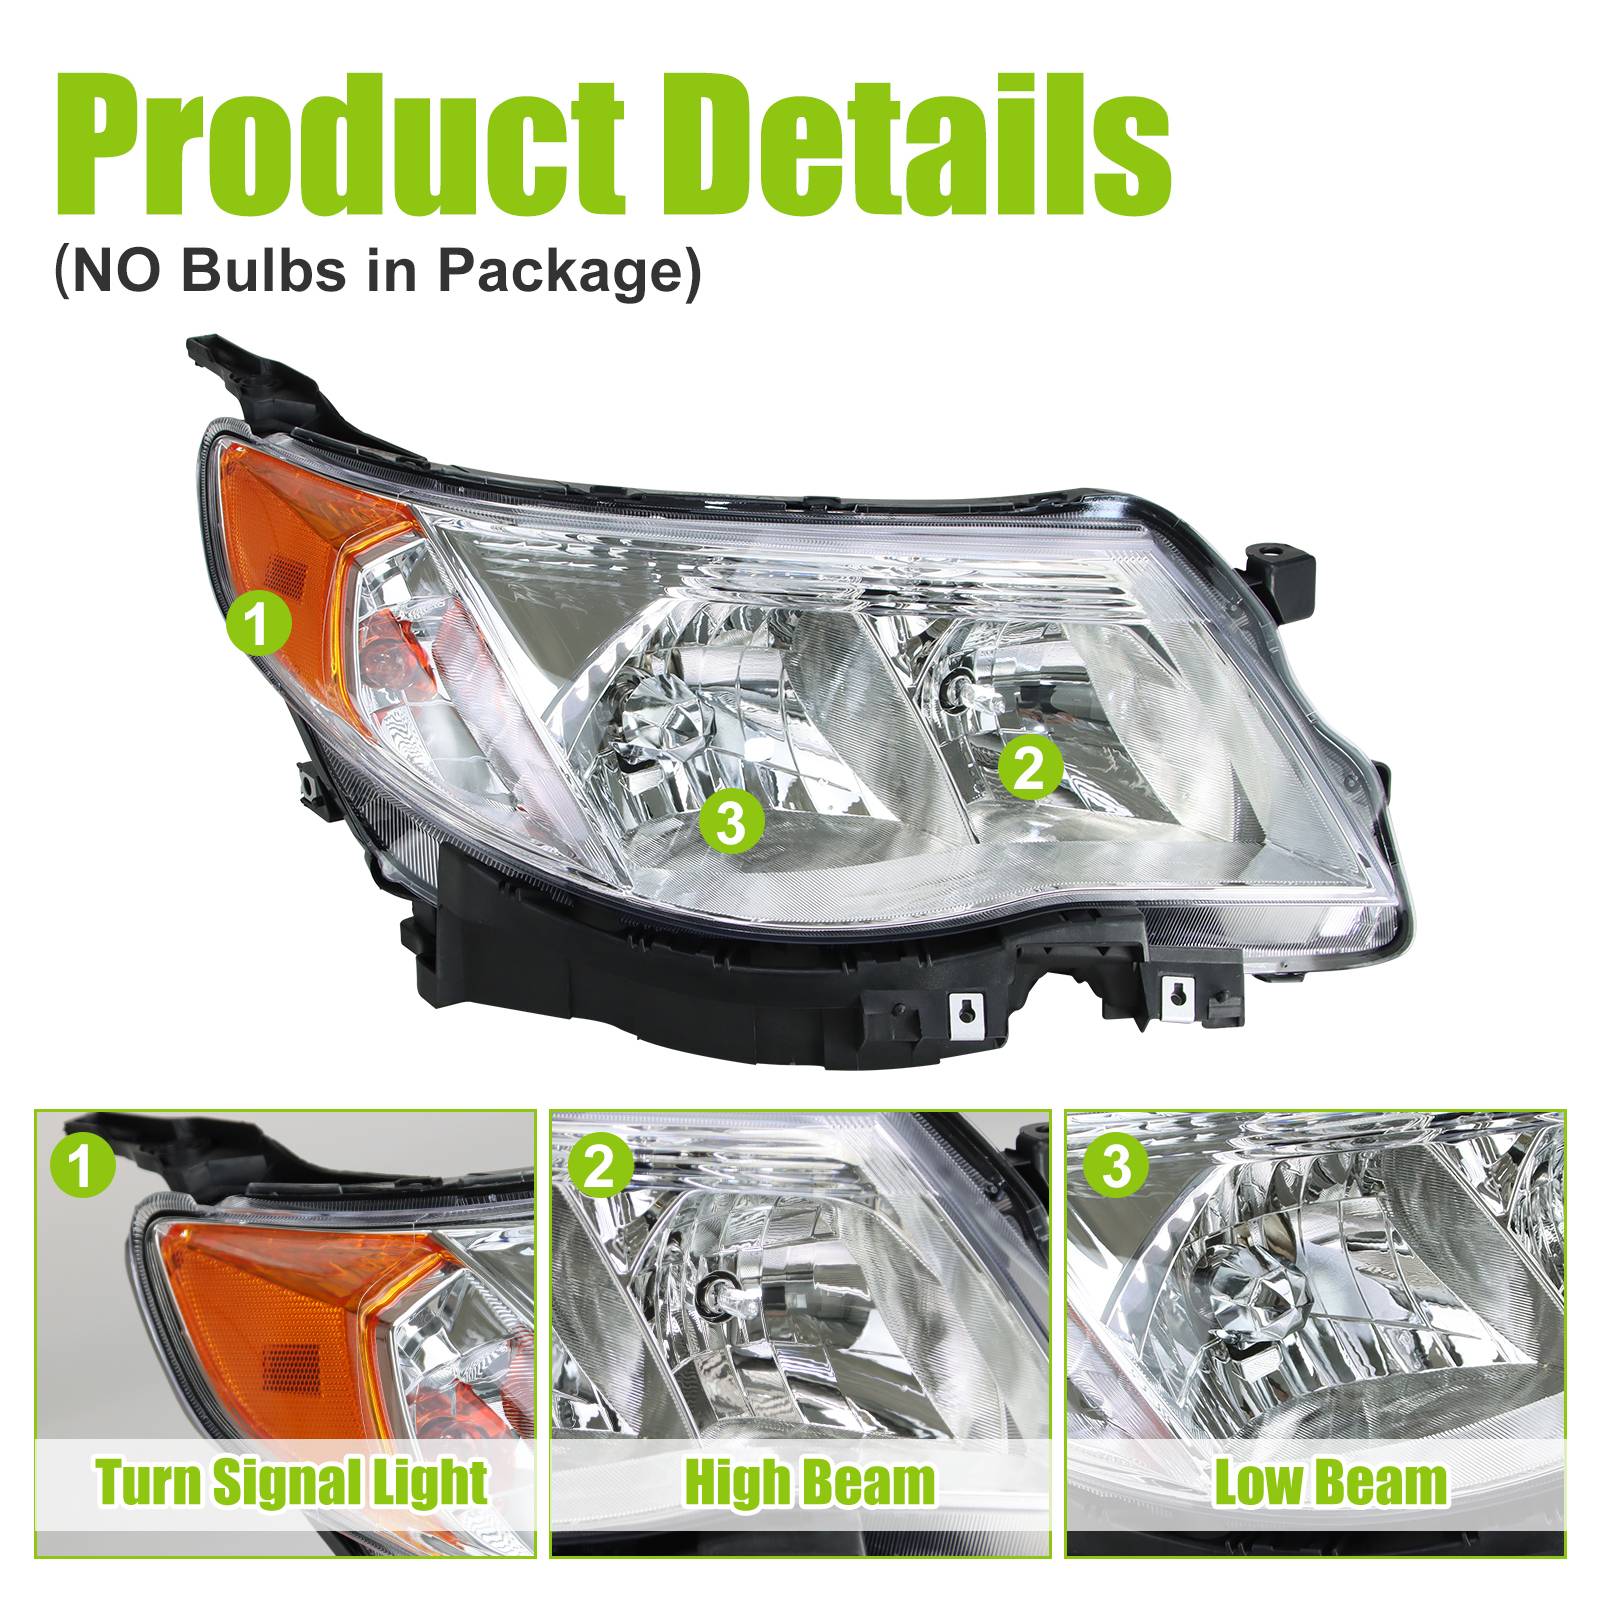 Product Details
(NO Bulbs in Package)
1
2
3
1
2
3
Turn Signal Light
High Beam
Low Beam